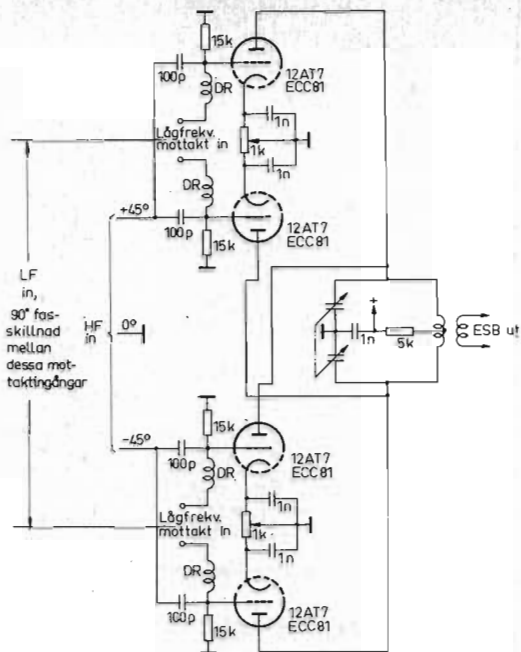 15k
100p
12AT7
ECC81
DR
1n
Lågfrekv.
mottakt in
1k
DR
1n
+45°
100p
12AT7
ECC81
15k
LF
in,
90° fas-
skillnad
mellan
dessa mot-
taktingångar
HF
in
0°
+
1n
5k
ESB ut
15k
-45°
100p
12AT7
ECC81
DR
1n
Lågfrekv.
mottakt in
1k
DR
1n
100p
12AT7
ECC81
15k